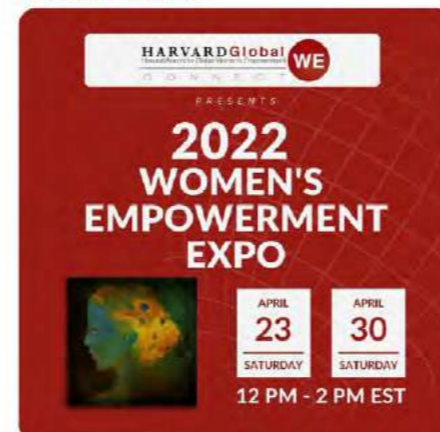 HARVARDGlobal
WE
CONNECT
PRESENTS
2022
WOMEN'S
EMPOWERMENT
EXPO
APRIL
23
SATURDAY
APRIL
30
SATURDAY
12 PM - 2 PM EST